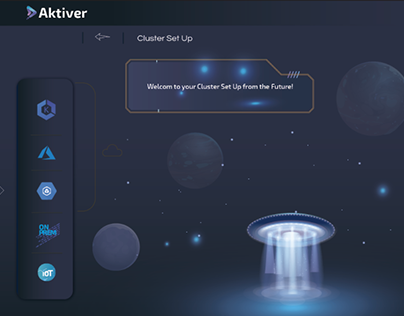 Aktiver
Cluster Set Up
Welcom to your Cluster Set Up from the Future!
ON
PREM
IoT